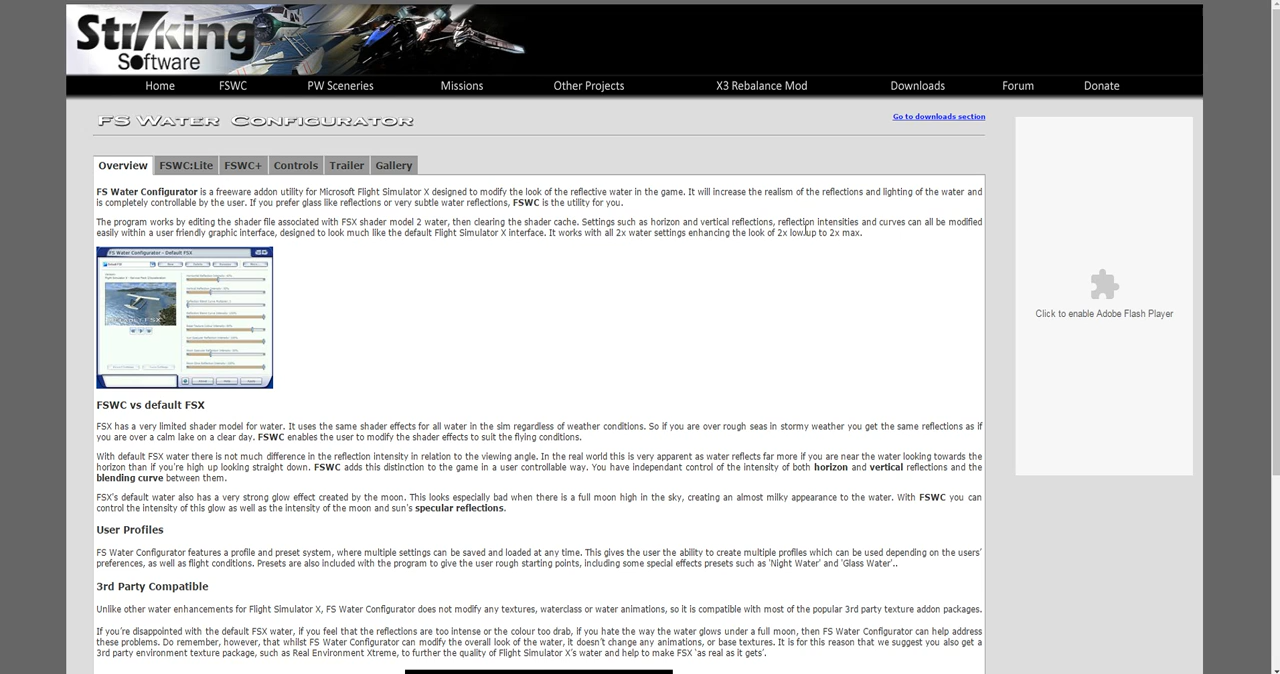 Striking
Software
Home FSWC PW Sceneries Missions Other Projects X3 Rebalance Mod Downloads Forum Donate
FS Water Configurator
Go to downloads section
Overview FSWC:Lite FSWC+ Controls Trailer Gallery
FS Water Configurator is a freeware addon utility for Microsoft Flight Simulator X designed to modify the look of the reflective water in the game. It will increase the realism of the reflections and lighting of the water and
is completely controllable by the user. If you prefer glass like reflections or very subtle water reflections, FSWC is the utility for you.
The program works by editing the shader file associated with FSX shader model 2 water, then clearing the shader cache. Settings such as horizon and vertical reflections, reflection intensities and curves can all be modified
easily within a user friendly graphic interface, designed to look much like the default Flight Simulator X interface. It works with all 2x water settings enhancing the look of 2x low up to 2x max.
FS Water Configurator - Default FSX
Click to enable Adobe Flash Player
FSWC vs default FSX
FSX has a very limited shader model for water. It uses the same shader effects for all water in the sim regardless of weather conditions. So if you are over rough seas in stormy weather you get the same reflections as if
you are over a calm lake on a clear day. FSWC enables the user to modify the shader effects to suit the flying conditions.
With default FSX water there is not much difference in the reflection intensity in relation to the viewing angle. In the real world this is very apparent as water reflects far more if you are near the water looking towards the
horizon than if you're high up looking straight down. FSWC adds this distinction to the game in a user controllable way. You have independant control of the intensity of both horizon and vertical reflections and the
blending curve between them.
FSX's default water also has a very strong glow effect created by the moon. This looks especially bad when there is a full moon high in the sky, creating an almost milky appearance to the water. With FSWC you can
control the intensity of this glow as well as the intensity of the moon and sun's specular reflections.
User Profiles
FS Water Configurator features a profile and preset system, where multiple settings can be saved and loaded at any time. This gives the user the ability to create multiple profiles which can be used depending on the users'
preferences, as well as flight conditions. Presets are also included with the program to give the user rough starting points, including some special effects presets such as 'Night Water' and 'Glass Water'..
3rd Party Compatible
Unlike other water enhancements for Flight Simulator X, FS Water Configurator does not modify any textures, waterclass or water animations, so it is compatible with most of the popular 3rd party texture addon packages.
If you're disappointed with the default FSX water, if you feel that the reflections are too intense or the colour too drab, if you hate the way the water glows under a full moon, then FS Water Configurator can help address
these problems. Do remember, however, that whilst FS Water Configurator can modify the overall look of the water, it doesn't change any animations, or base textures. It is for this reason that we suggest you also get a
3rd party environment texture package, such as Real Environment Xtreme, to further the quality of Flight Simulator X's water and help to make FSX 'as real as it gets'.